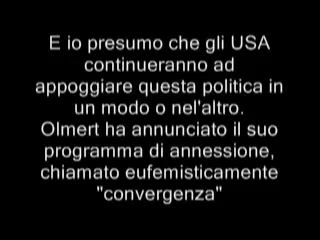 E io presumo che gli USA
continueranno ad
appoggiare questa politica in
un modo o nel'altro.
Olmert ha annunciato il suo
programma di annessione,
chiamato eufemisticamente
"convergenza"